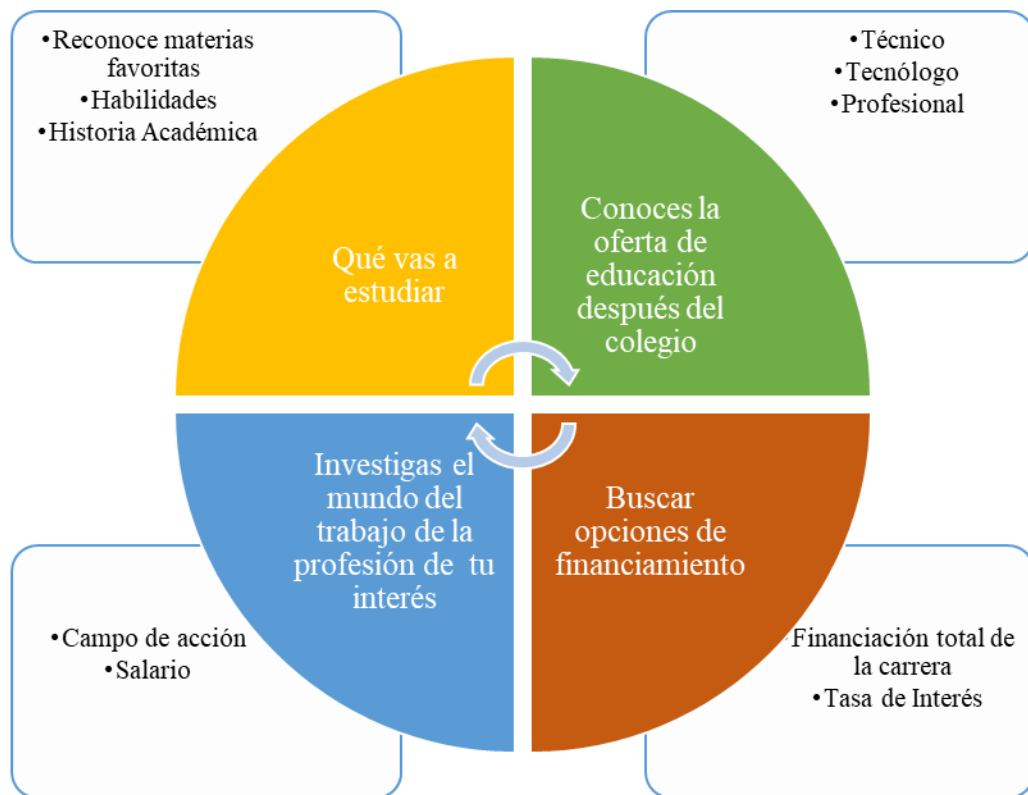 •Reconoce materias
favoritas
•Habilidades
•Historia Académica
•Técnico
•Tecnólogo
•Profesional
Qué vas a
estudiar
Conoces la
oferta de
educación
después del
colegio
Investigas el
mundo del
trabajo de la
profesión de tu
interés
Buscar
opciones de
financiamiento
•Campo de acción
•Salario
•Financiación total de
la carrera
•Tasa de Interés